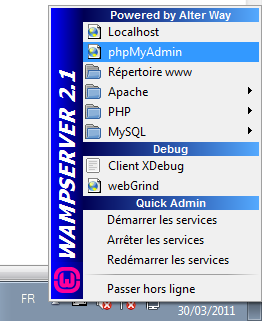 Powered by Alter Way
Localhost
phpMyAdmin
Répertoire www
Apache
PHP
MySQL
Debug
Client XDebug
webGrind
Quick Admin
Démarrer les services
Arrêter les services
Redémarrer les services
Passer hors ligne
WAMPSERVER 2.1
FR
30/03/2011